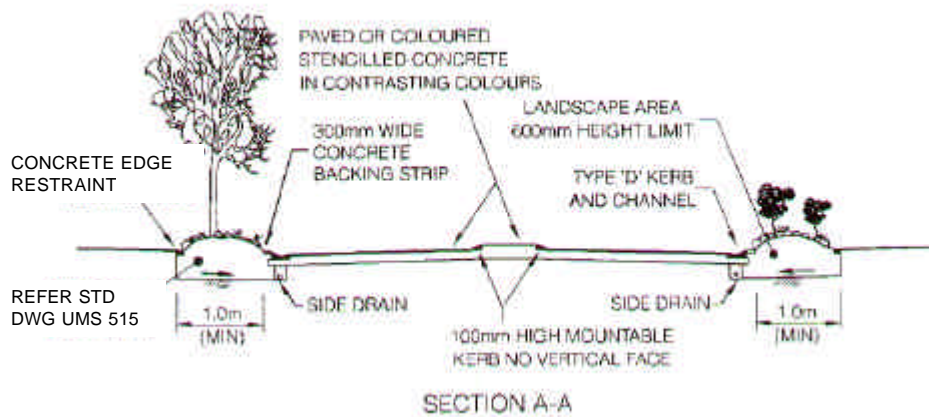 PAVED OR COLOURED
STENCILLED CONCRETE
IN CONTRASTING COLOURS
LANDSCAPE AREA
600mm HEIGHT LIMIT
300mm WIDE
CONCRETE
BACKING STRIP
CONCRETE EDGE
RESTRAINT
TYPE 'D' KERB
AND CHANNEL
REFER STD
DWG UMS 515
SIDE DRAIN
SIDE DRAIN
1.0m
(MIN)
1.0m
(MIN)
100mm HIGH MOUNTABLE
KERB NO VERTICAL FACE
SECTION A-A